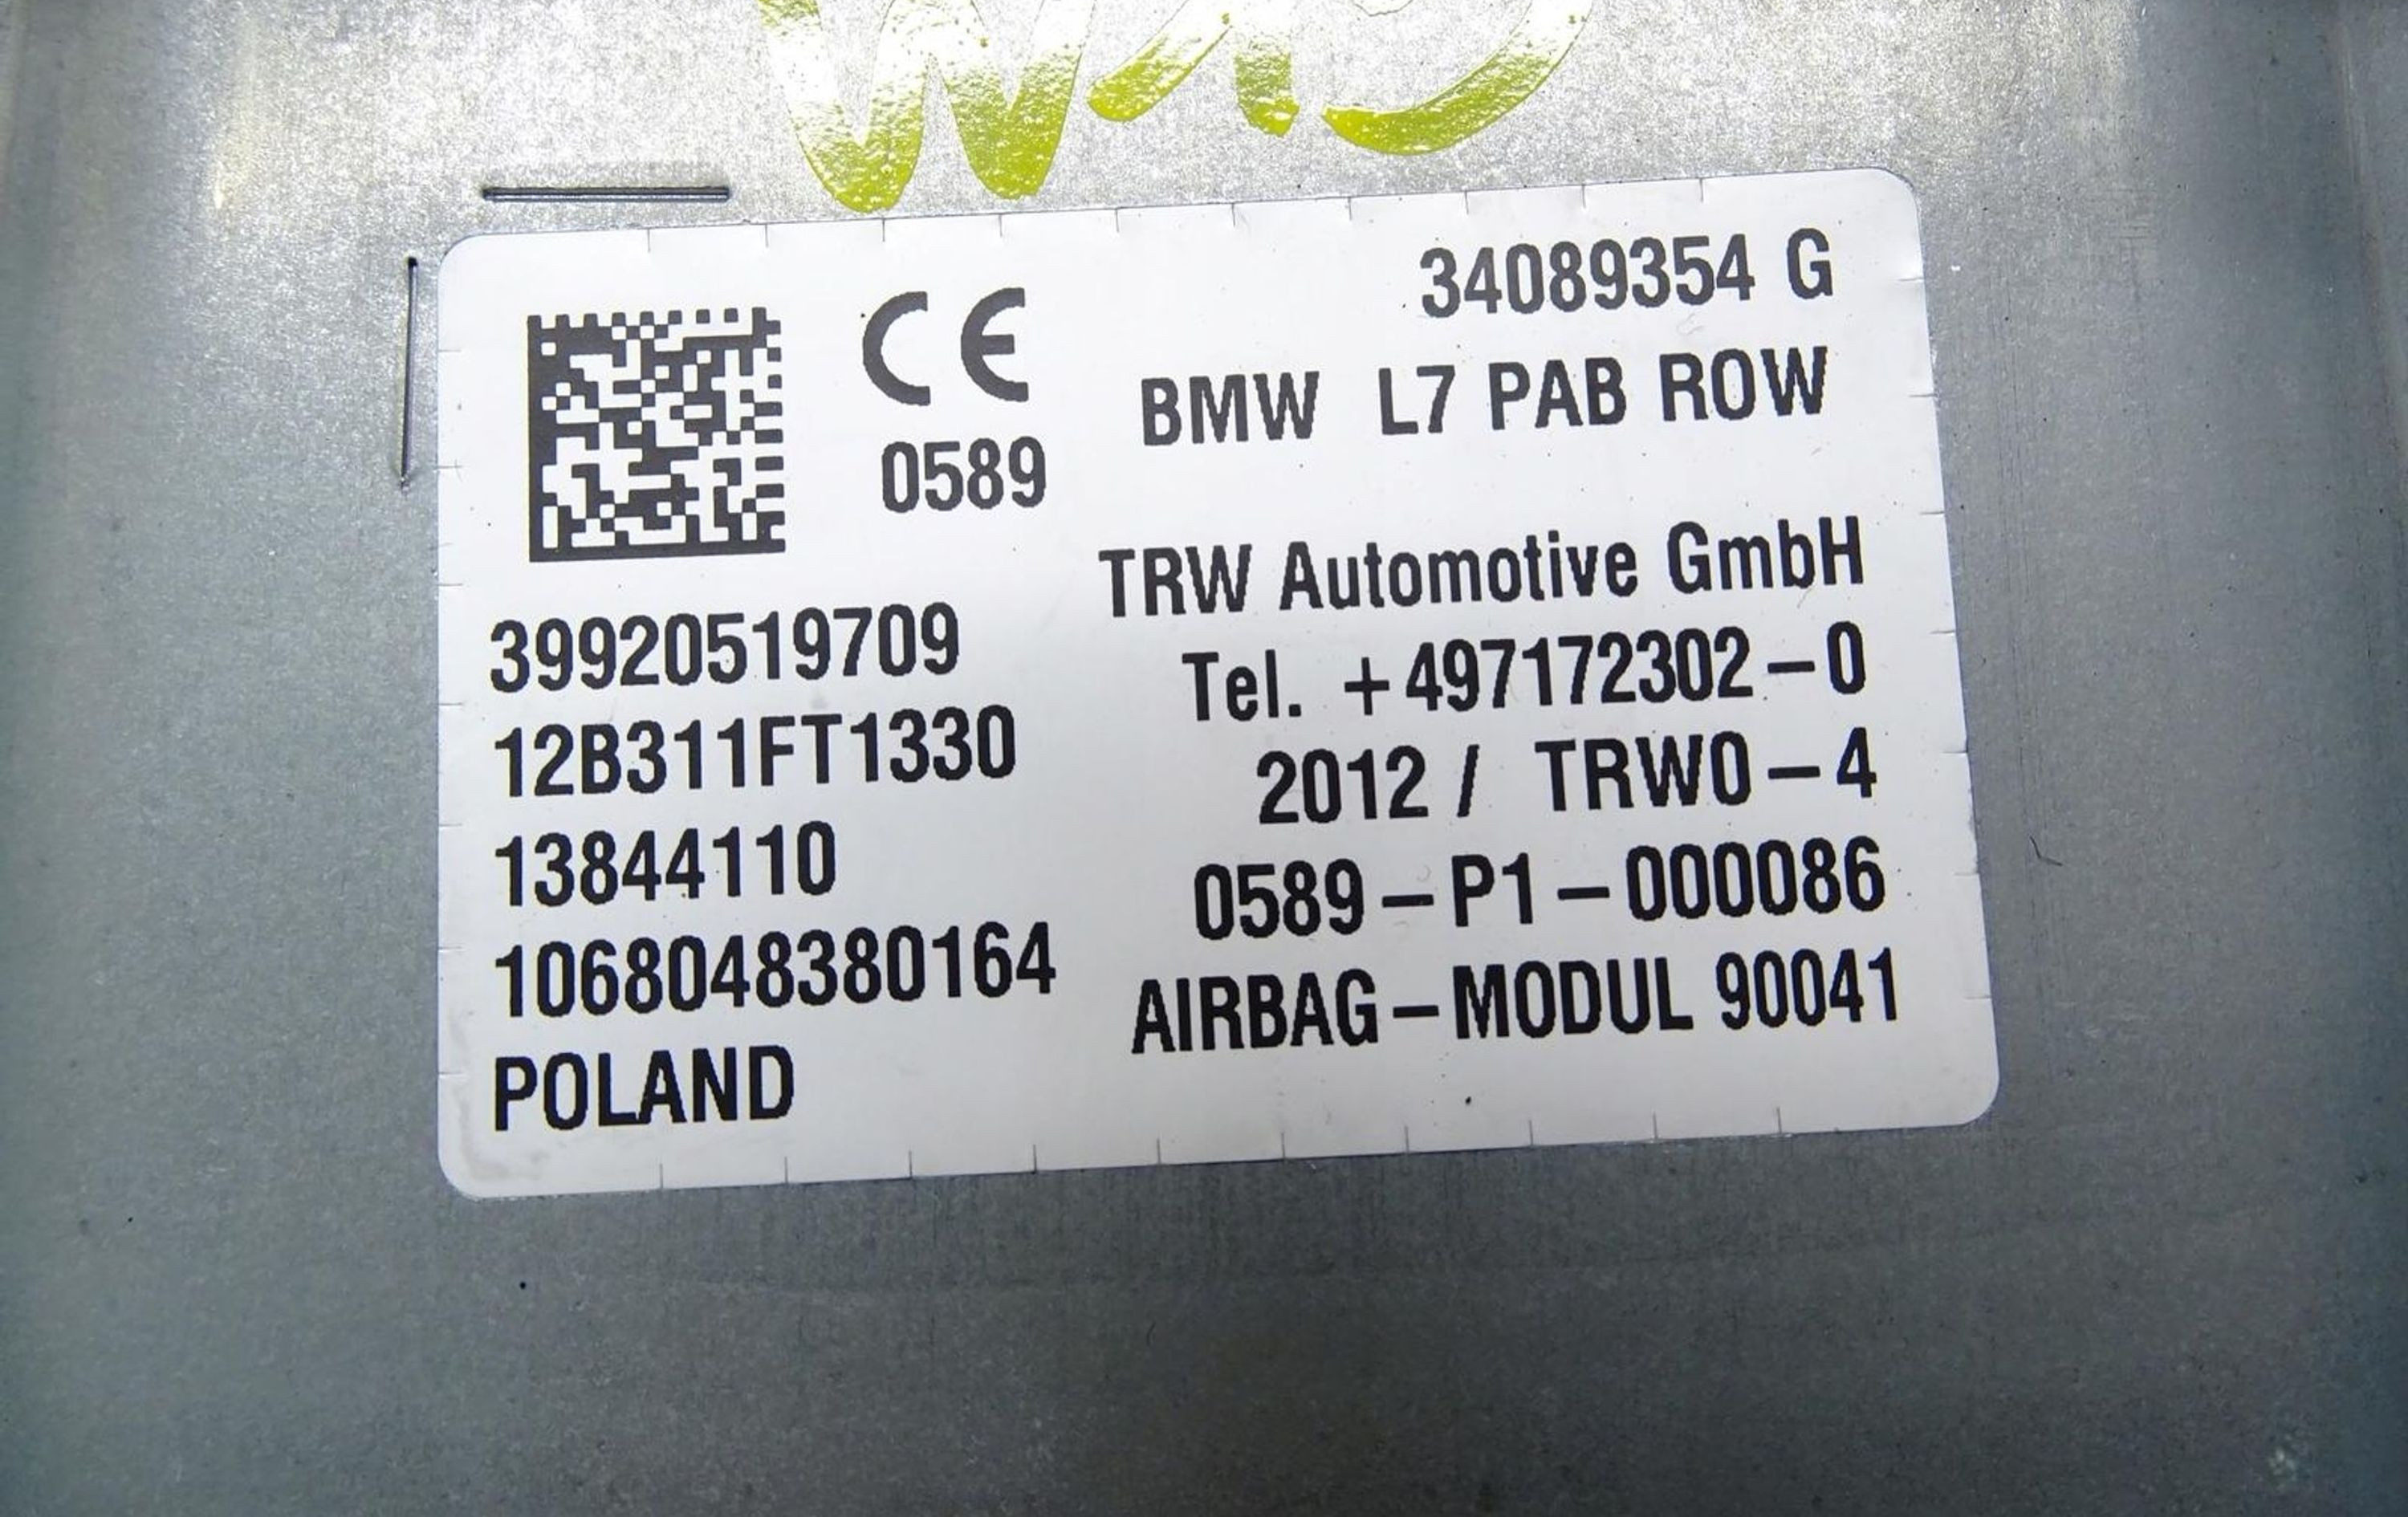 34089354 G
CE
BMW L7 PAB ROW
0589
TRW Automotive GmbH
39920519709
Tel. +497172302-0
12B311FT1330
2012 / TRW0-4
13844110
0589-P1-000086
1068048380164
AIRBAG-MODUL 90041
POLAND